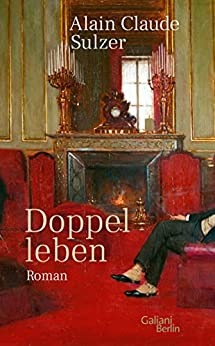 Alain Claude
Sulzer
Doppel
leben
Roman
Galiani
Berlin